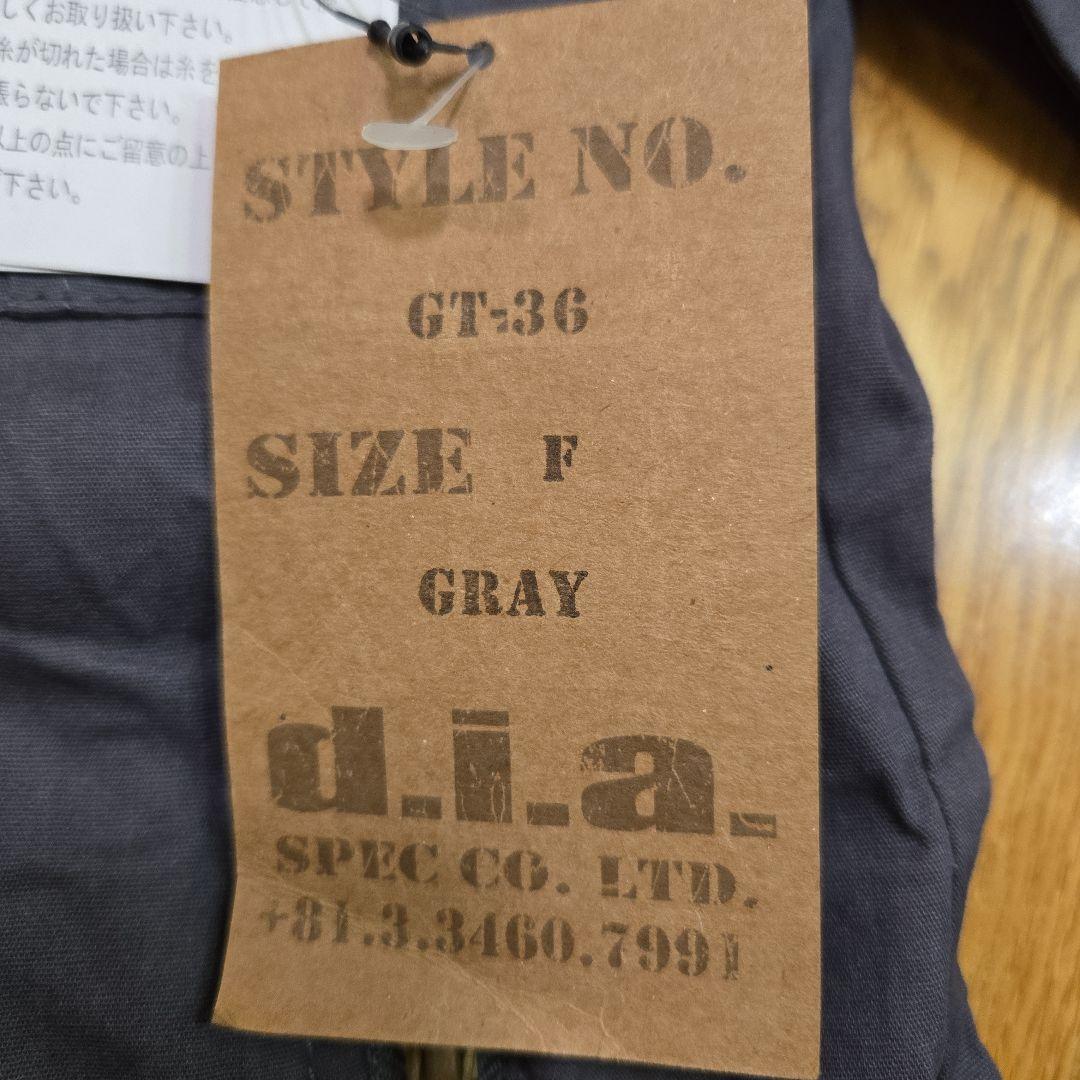 しくお取り扱い下さい。
糸が切れた場合は糸を
張らないで下さい。
以上の点にご留意の上
下さい。
STYLE NO.
GT-36
SIZE F
GRAY
d.i.a.
SPEC CO. LTD.
+81.3.3460.7991